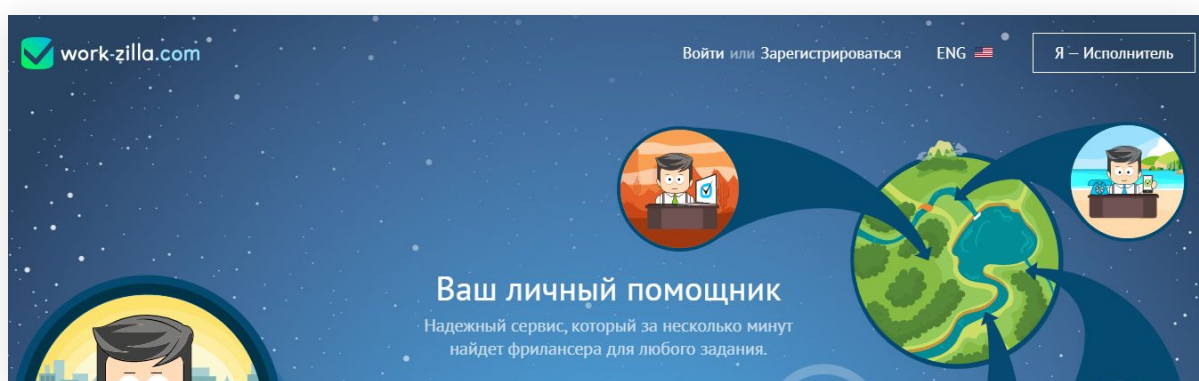 work-zilla.com
Войти или Зарегистрироваться
ENG
Я – Исполнитель
Ваш личный помощник
Надежный сервис, который за несколько минут
найдет фрилансера для любого задания.